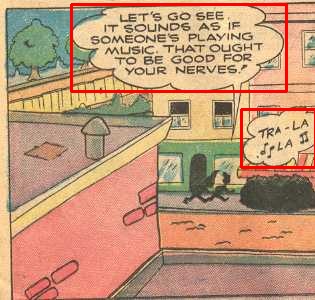 LET'S GO SEE.
IT SOUNDS AS IF
SOMEONE'S PLAYING
MUSIC. THAT OUGHT
TO BE GOOD FOR
YOUR NERVES!
TRA-LA
♫♪LA ♫